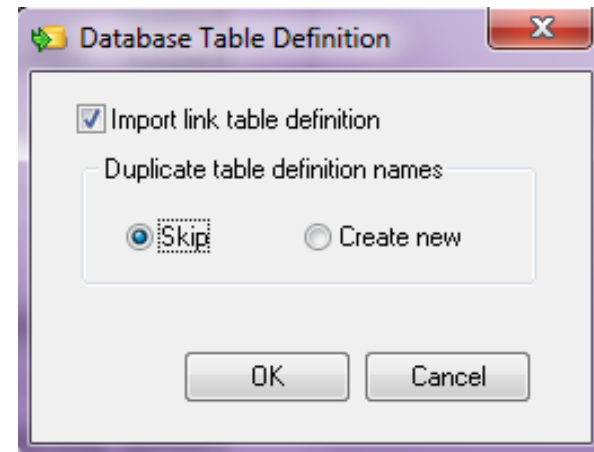 Database Table Definition
Import link table definition
Duplicate table definition names
Skip Create new
OK Cancel